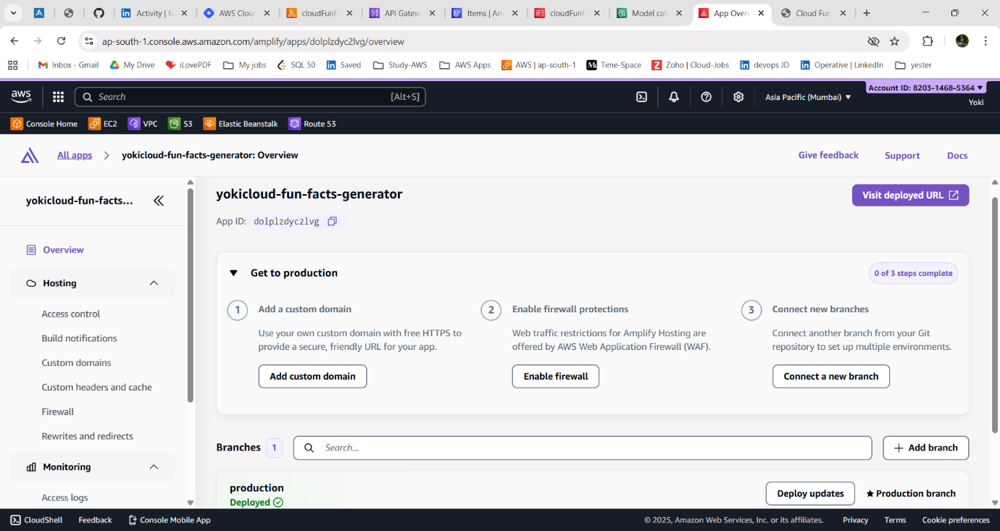 Activity | M
AWS Clou
cloudFunF
API Gatew
Items | Am
cloudFunF
Model cat
App Over
Cloud Fun
ap-south-1.console.aws.amazon.com/amplify/apps/dolplzdyc2lvg/overview
Inbox - Gmail
My Drive
iLovePDF
My jobs
SQL 50
Saved
Study-AWS
AWS Apps
AWS | ap-south-1
Time-Space
Zoho | Cloud-Jobs
devops JD
Operative | LinkedIn
yester
aws
Search
[Alt+S]
Asia Pacific (Mumbai)
Account ID: 8203-1468-5364
Yoki
Console Home
EC2
VPC
S3
Elastic Beanstalk
Route 53
All apps
yokicloud-fun-facts-generator: Overview
Give feedback
Support
Docs
yokicloud-fun-facts...
Overview
Hosting
Access control
Build notifications
Custom domains
Custom headers and cache
Firewall
Rewrites and redirects
Monitoring
Access logs
yokicloud-fun-facts-generator
Visit deployed URL
App ID: dolplzdyc2lvg
Get to production
0 of 3 steps complete
1
Add a custom domain
Use your own custom domain with free HTTPS to
provide a secure, friendly URL for your app.
Add custom domain
2
Enable firewall protections
Web traffic restrictions for Amplify Hosting are
offered by AWS Web Application Firewall (WAF).
Enable firewall
3
Connect new branches
Connect another branch from your Git
repository to set up multiple environments.
Connect a new branch
Branches 1
Search...
Add branch
production
Deployed
Deploy updates
Production branch
CloudShell
Feedback
Console Mobile App
© 2025, Amazon Web Services, Inc. or its affiliates.
Privacy
Terms
Cookie preferences